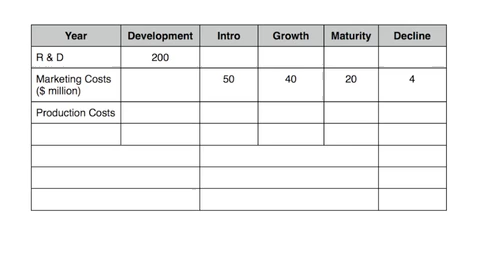 Year Development Intro Growth Maturity Decline
R & D 200
Marketing Costs 50 40 20 4
($ million)
Production Costs